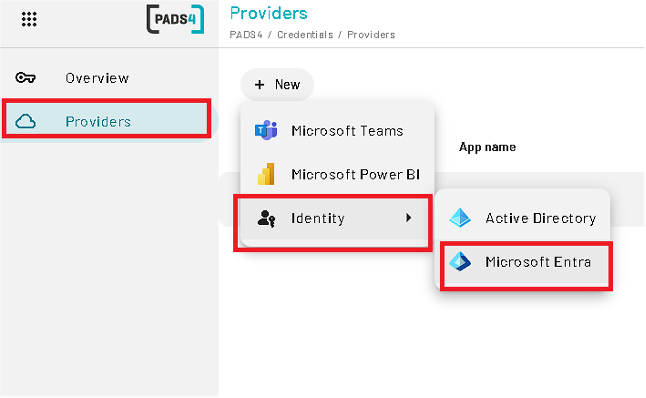 PADS4
Providers
PADS4 / Credentials / Providers
Overview
Providers
+ New
Microsoft Teams
Microsoft Power BI
Identity
App name
Active Directory
Microsoft Entra